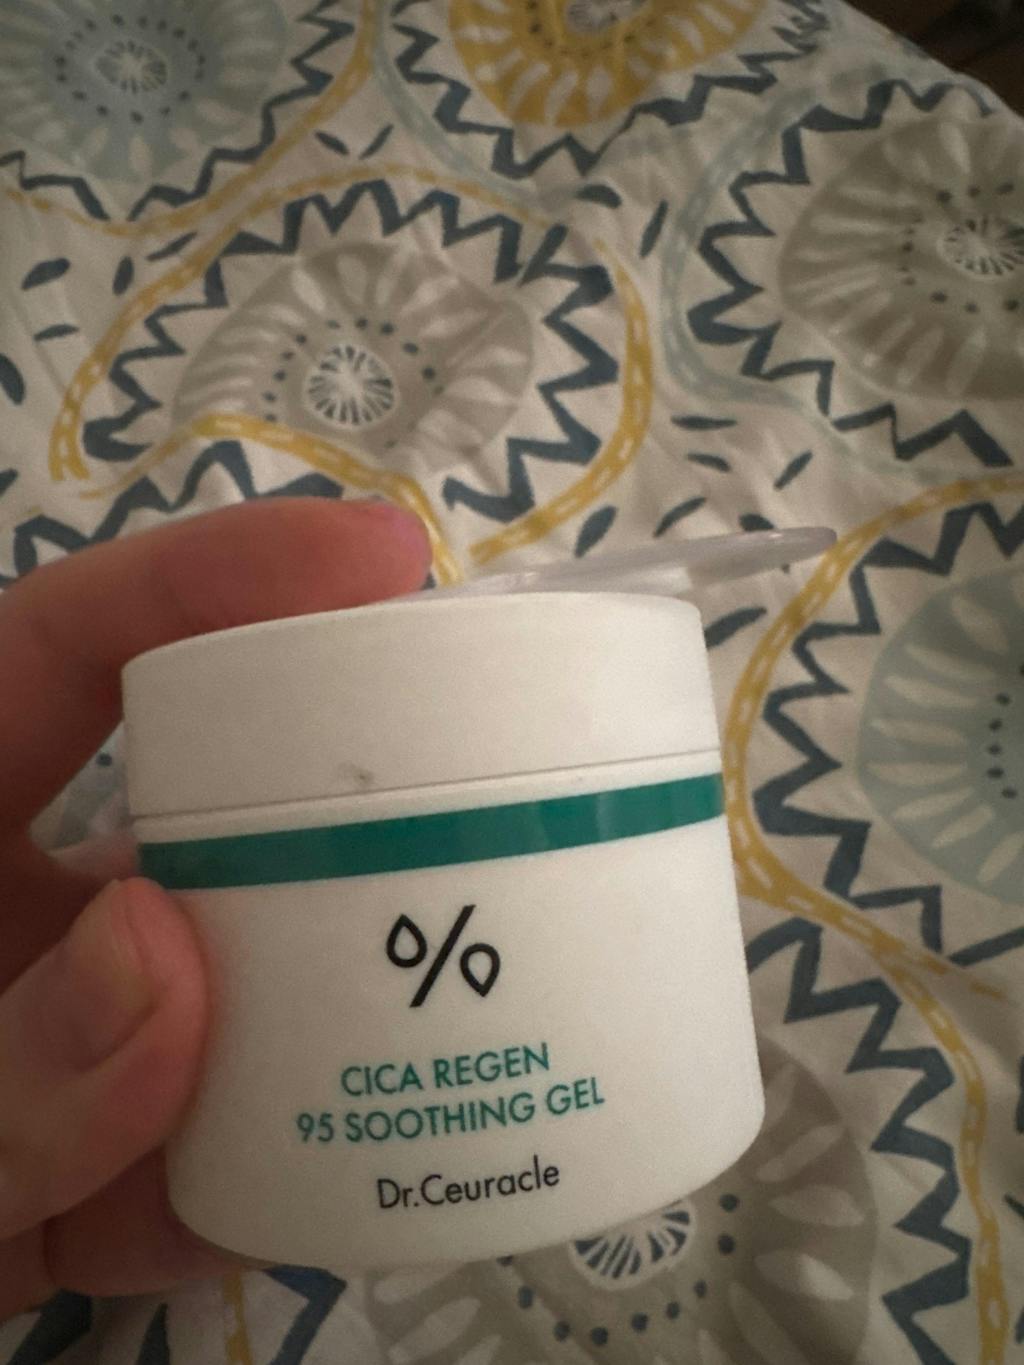 %
CICA REGEN
95 SOOTHING GEL
Dr.Ceuracle